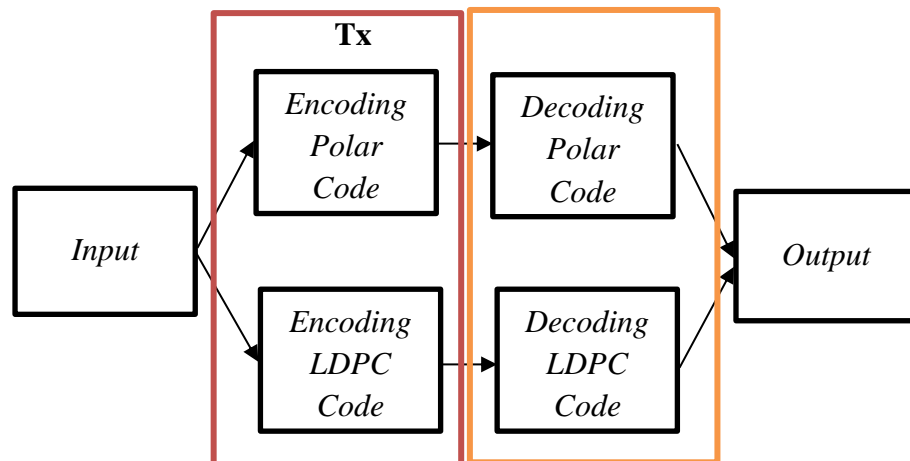 Tx
Input
Encoding
Polar
Code
Decoding
Polar
Code
Encoding
LDPC
Code
Decoding
LDPC
Code
Output